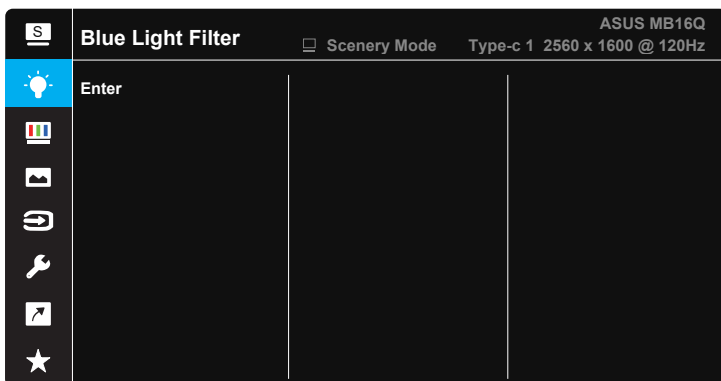 S
Blue Light Filter
ASUS MB16Q
Scenery Mode Type-c 1 2560 x 1600 @ 120Hz
Enter